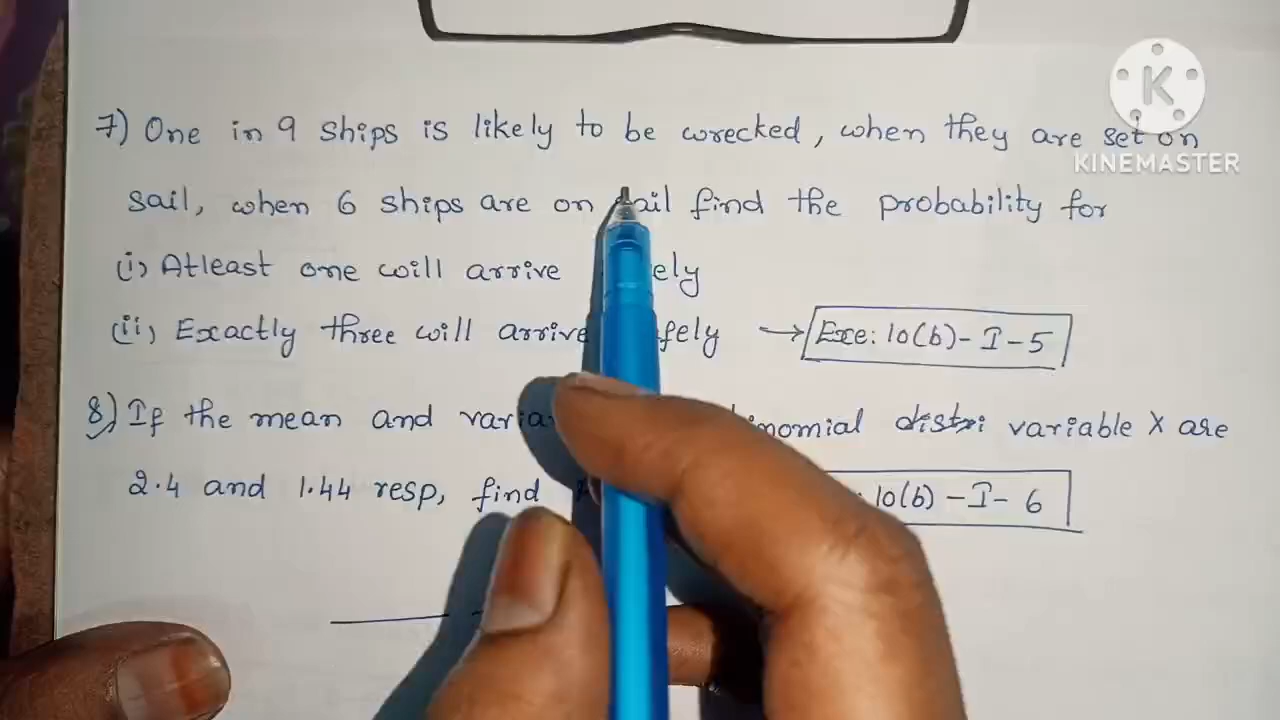 7) One in 9 ships is likely to be wrecked, when they are set on
sail, when 6 ships are on sail find the probability for
(i) Atleast one will arrive
(ii) Exactly three will arrive → Exe: 10(b) - I - 5
8) If the mean and distri variable X are
2.4 and 1.44 resp, find 10(b) - I - 6
K
KINEMASTER